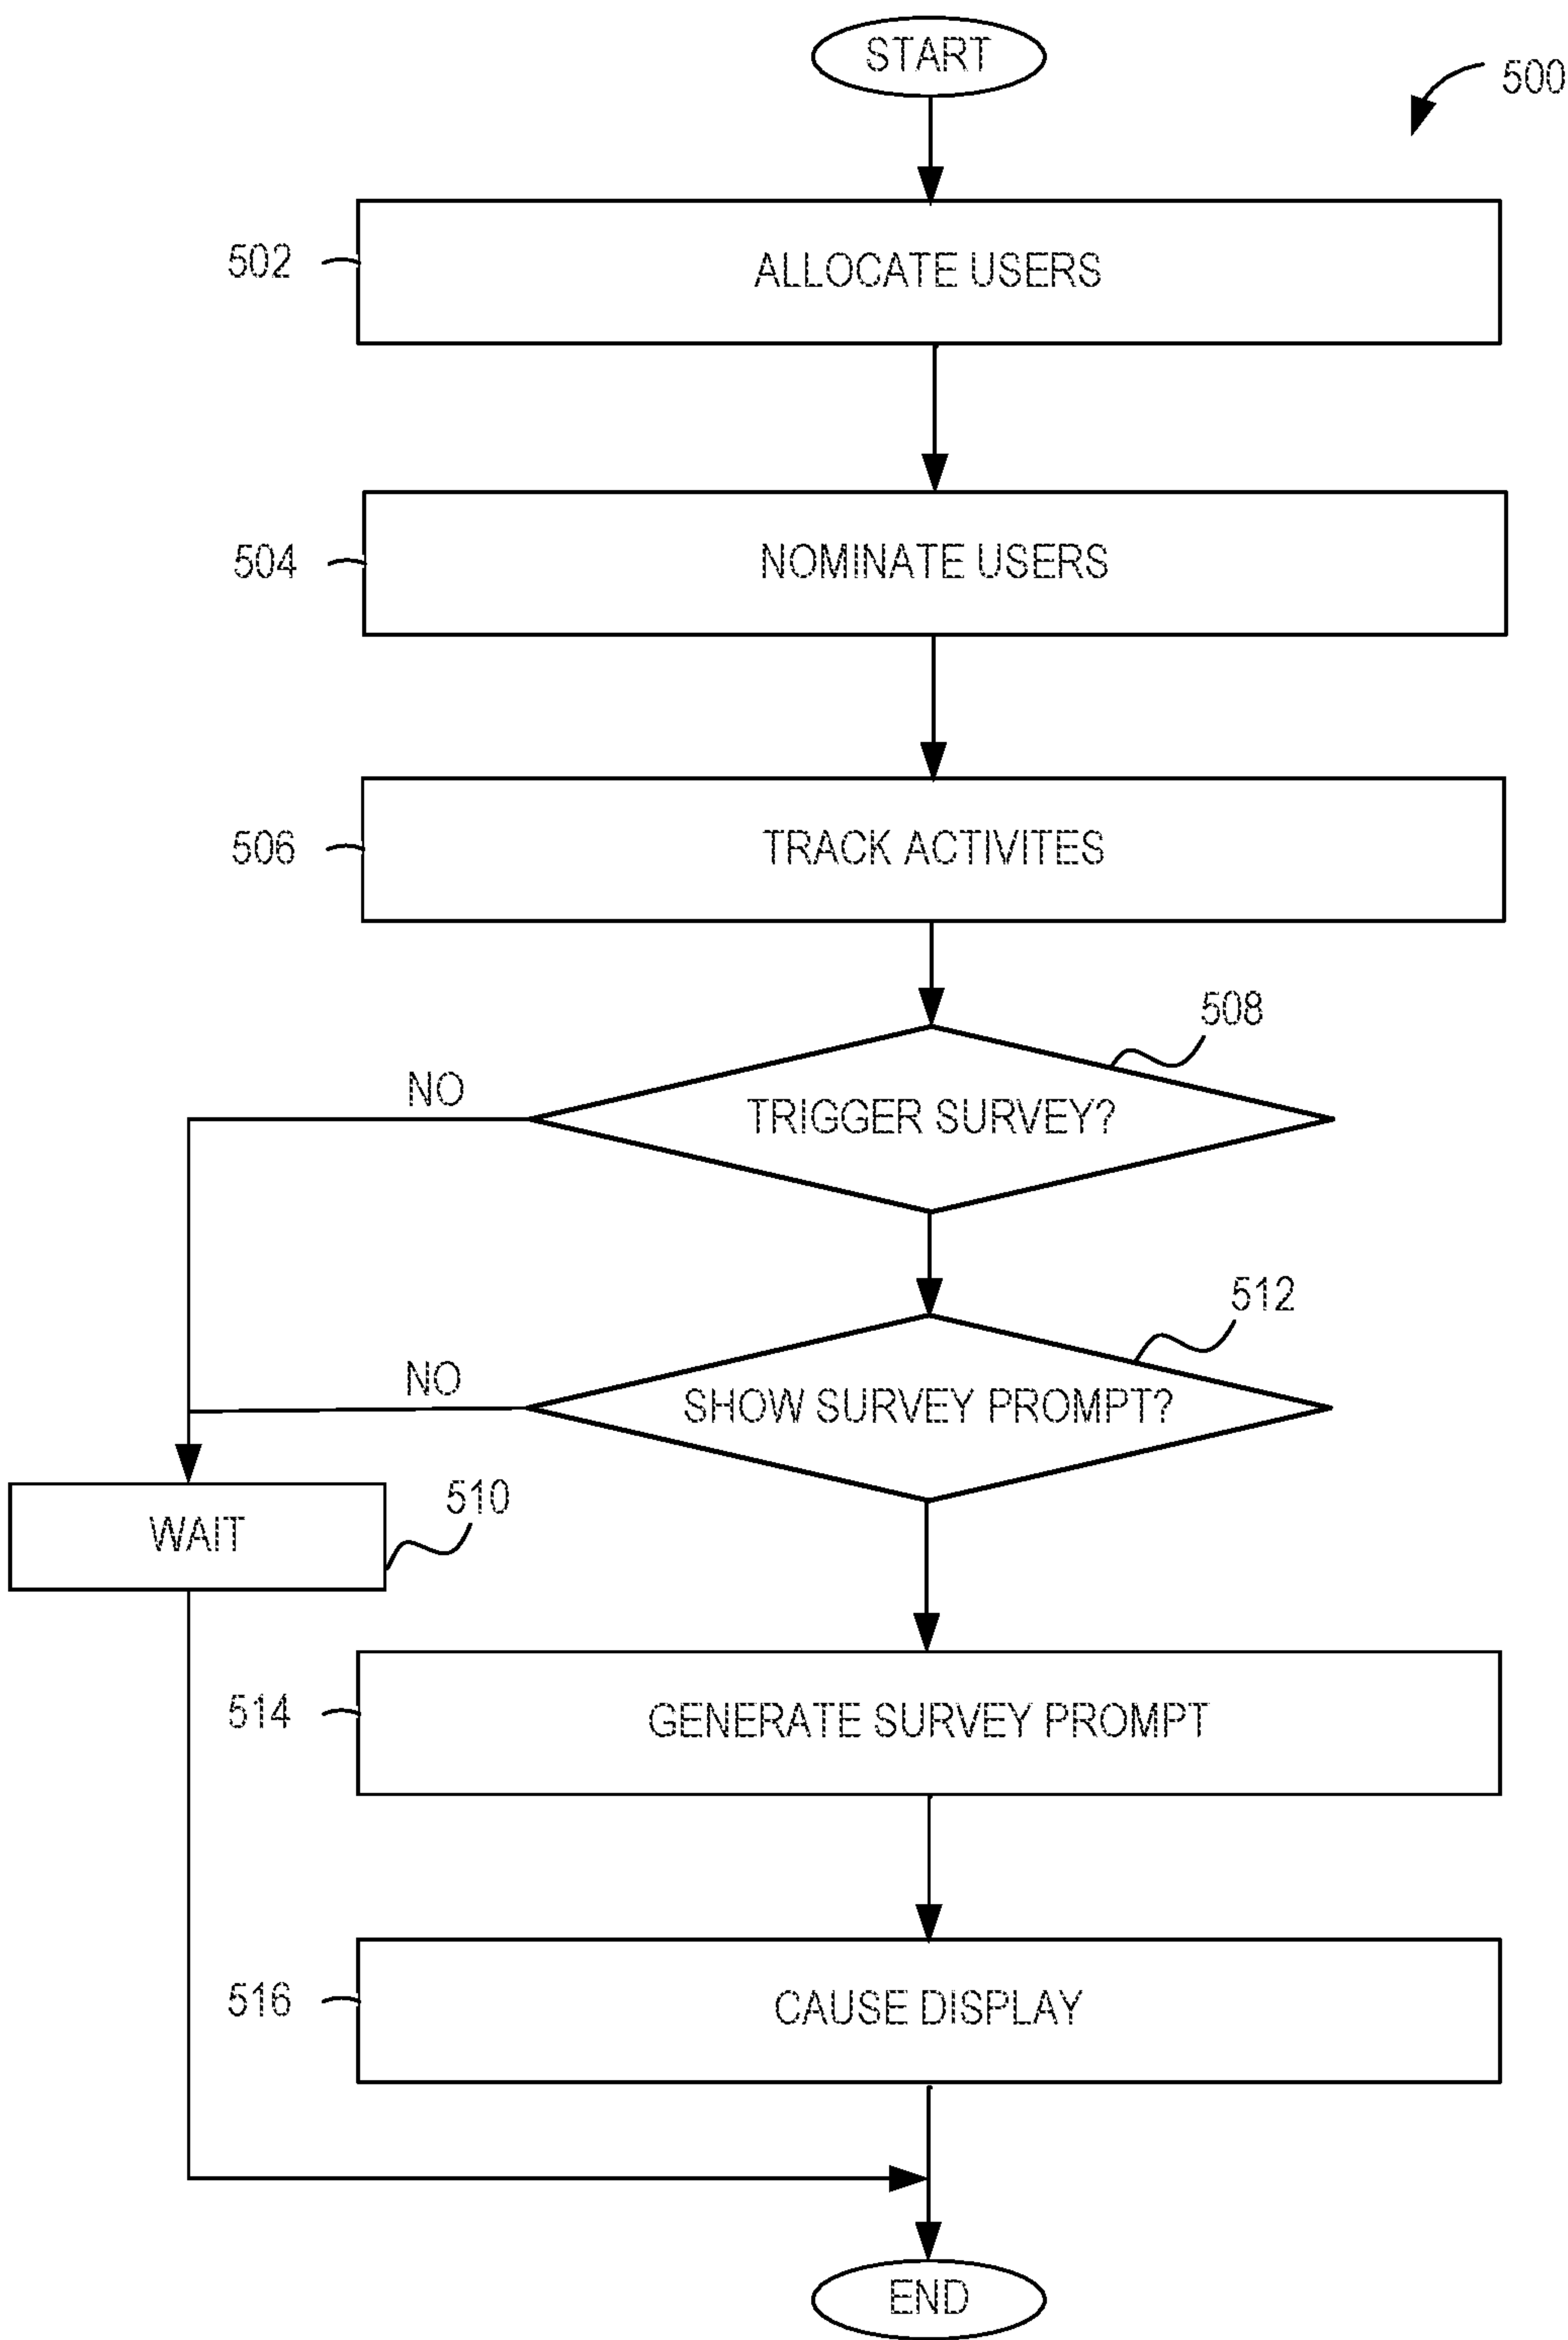 START
500
502
ALLOCATE USERS
504
NOMINATE USERS
506
TRACK ACTIVITES
508
NO
TRIGGER SURVEY?
512
NO
SHOW SURVEY PROMPT?
510
WAIT
514
GENERATE SURVEY PROMPT
516
CAUSE DISPLAY
END